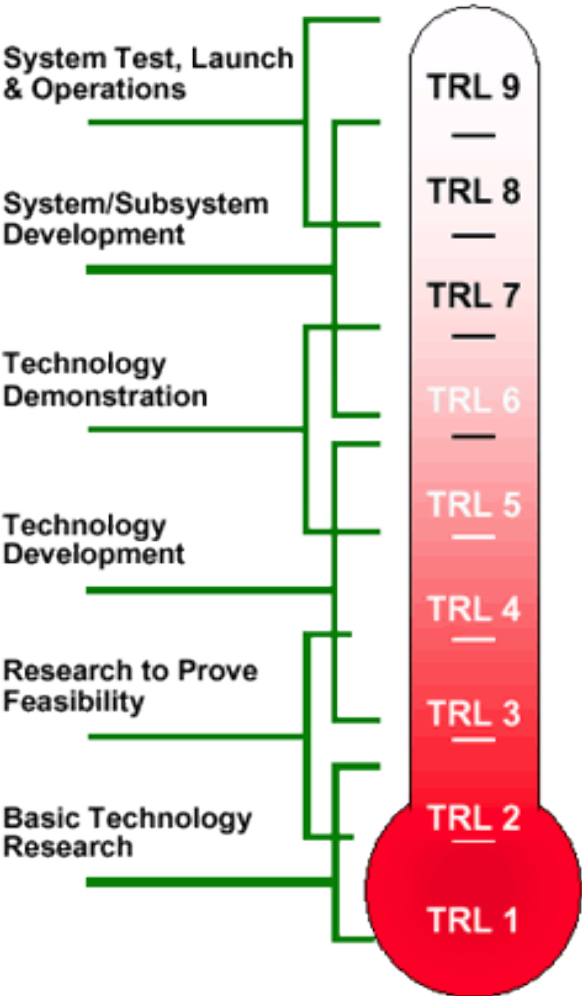 System Test, Launch
& Operations
System/Subsystem
Development
Technology
Demonstration
Technology
Development
Research to Prove
Feasibility
Basic Technology
Research
TRL 9
TRL 8
TRL 7
TRL 6
TRL 5
TRL 4
TRL 3
TRL 2
TRL 1